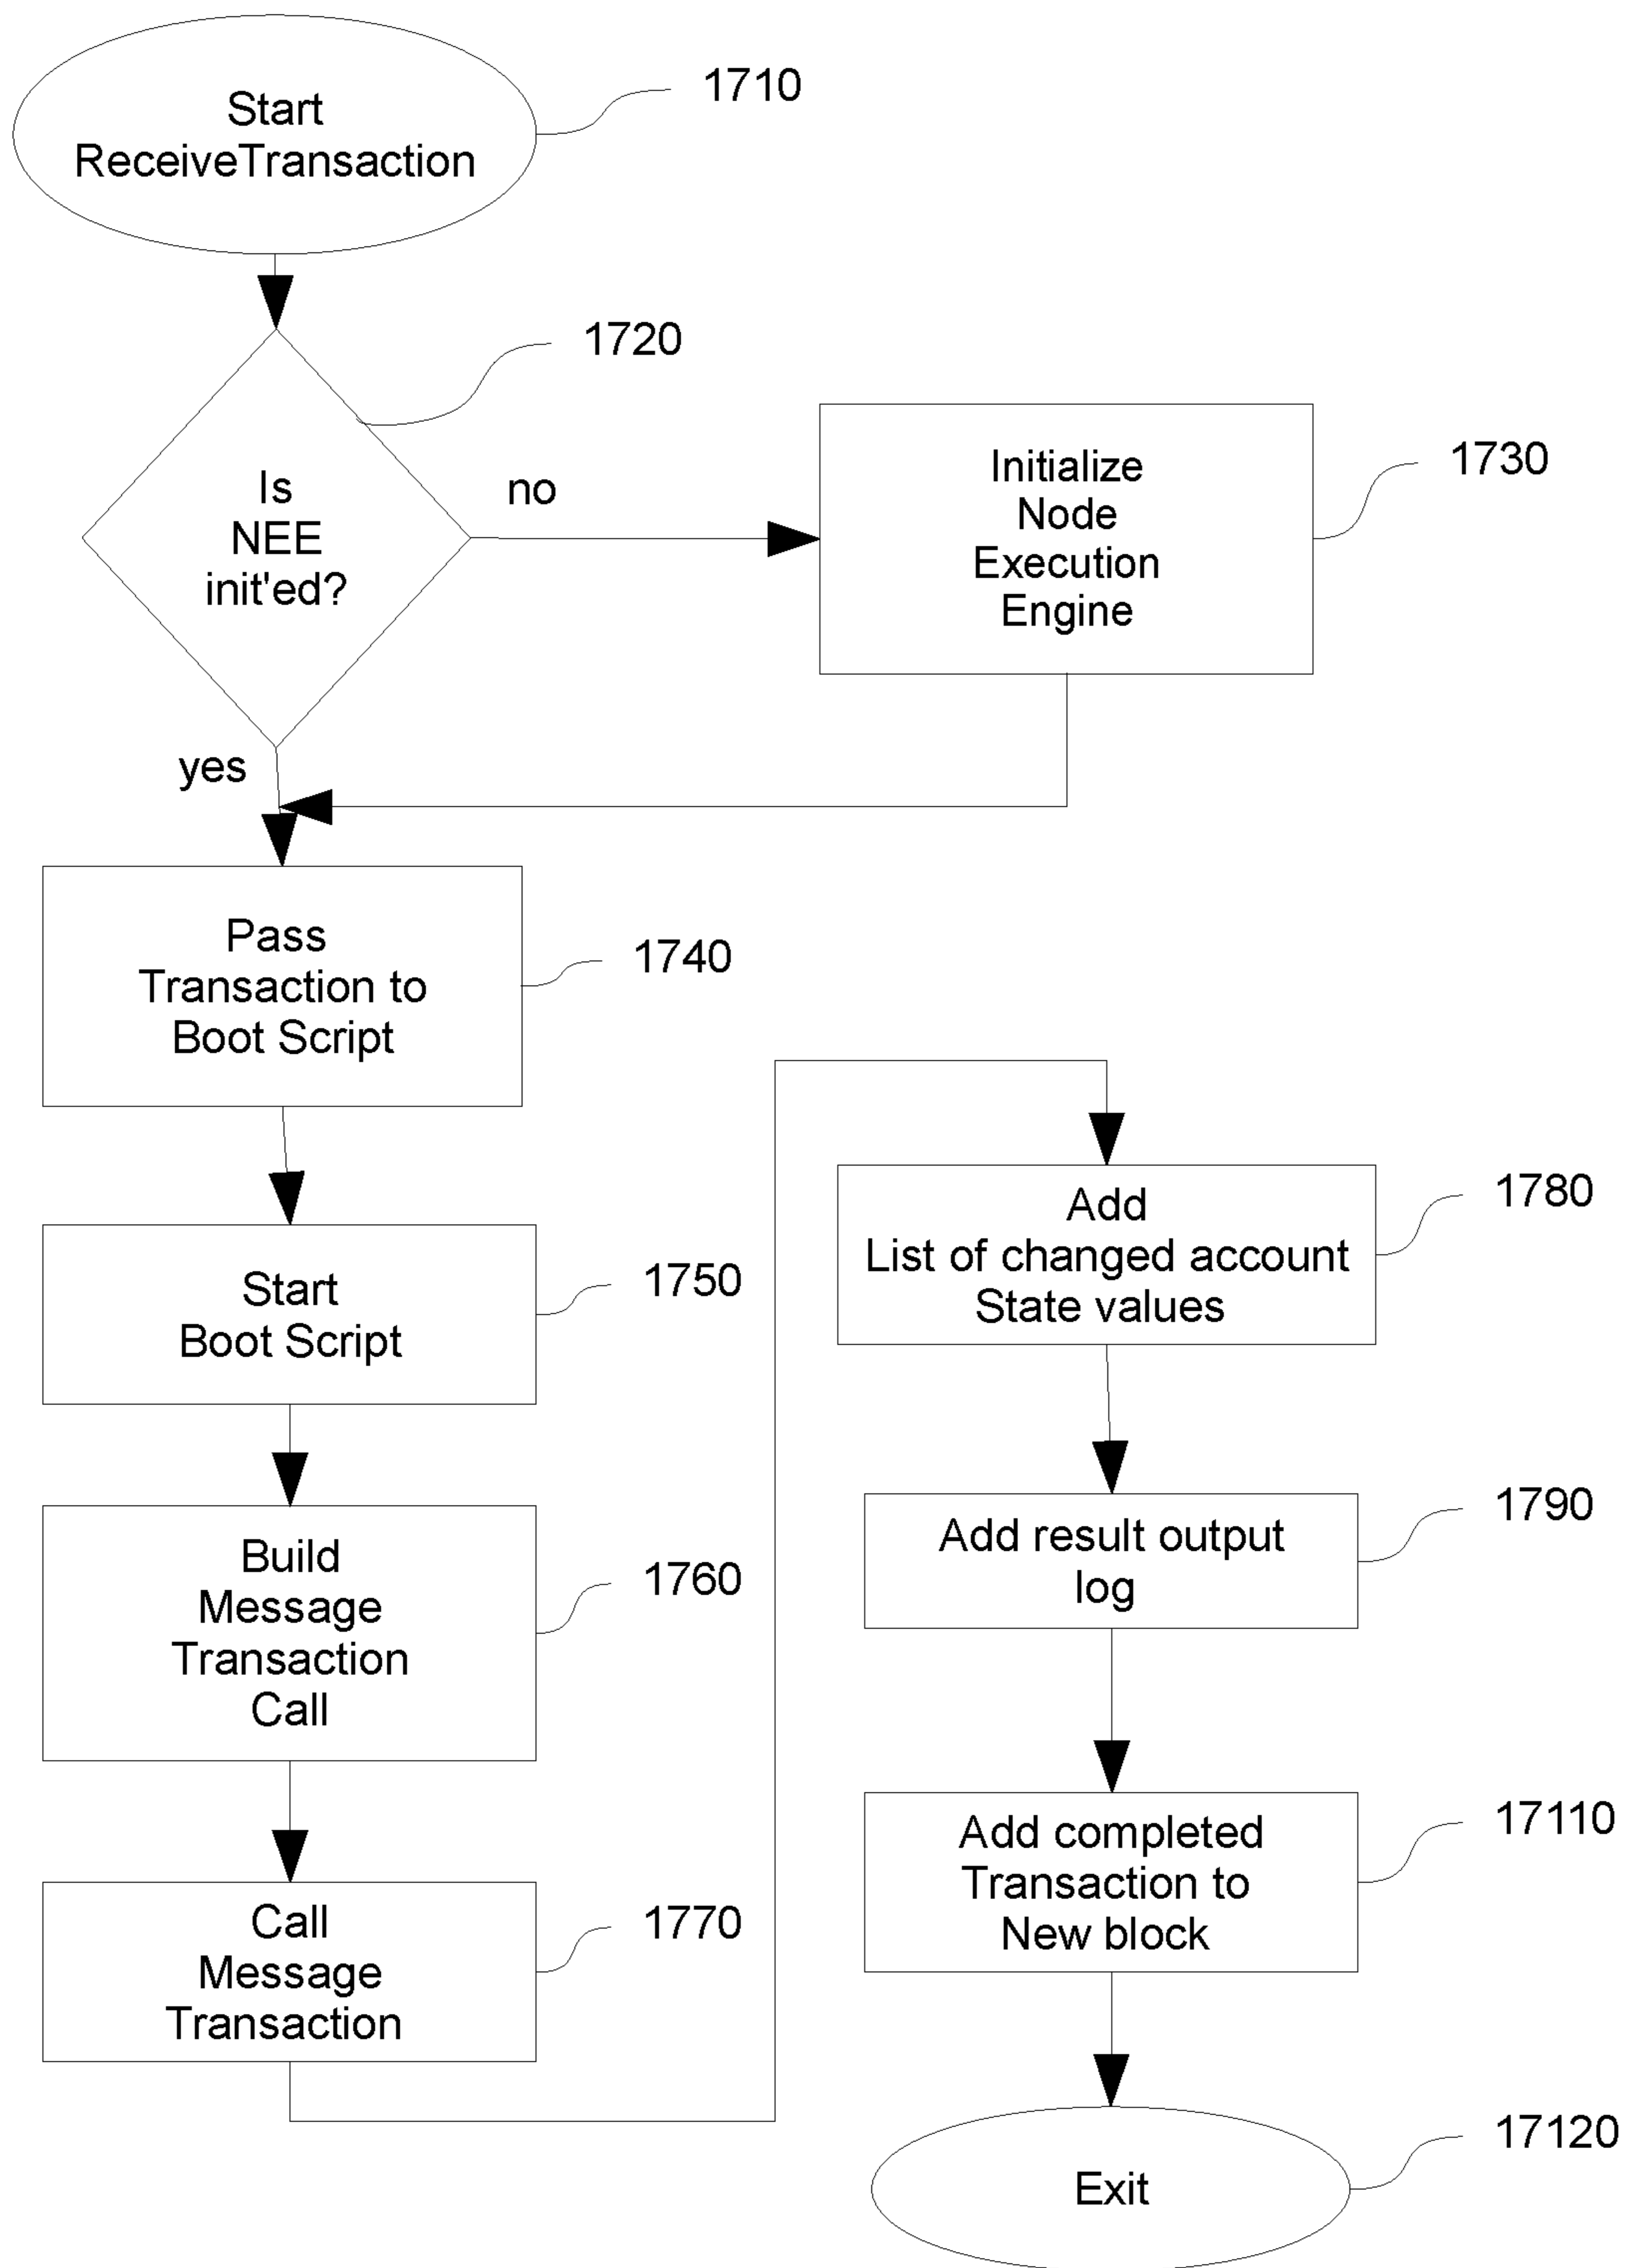 Start
ReceiveTransaction
1710
1720
Is
NEE
init'ed?
no
yes
Initialize
Node
Execution
Engine
1730
Pass
Transaction to
Boot Script
1740
Start
Boot Script
1750
Build
Message
Transaction
Call
1760
Call
Message
Transaction
1770
Add
List of changed account
State values
1780
Add result output
log
1790
Add completed
Transaction to
New block
17110
Exit
17120